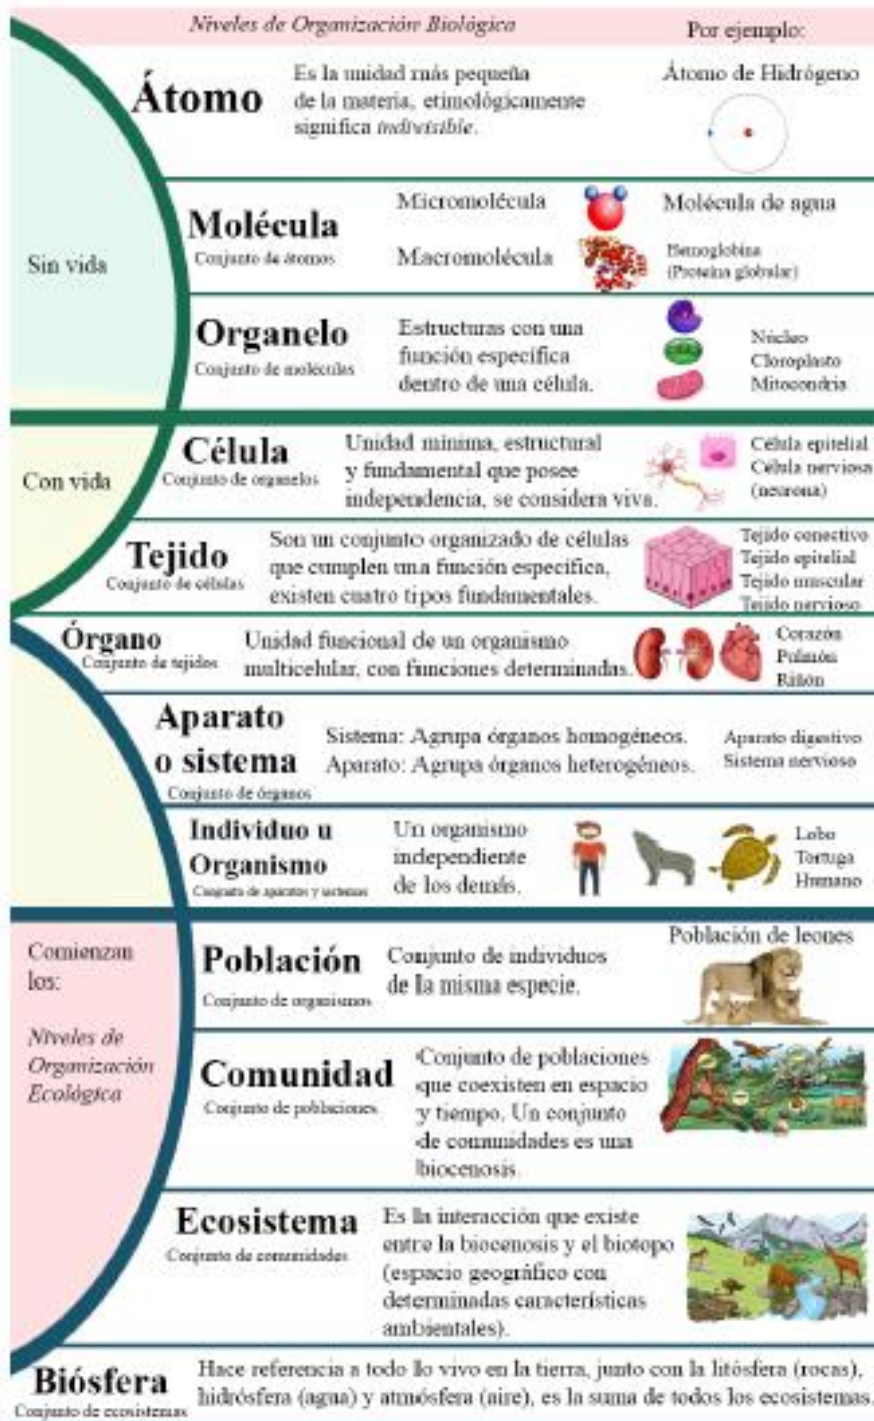 Niveles de Organización Biológica
Por ejemplo:
Átomo
Es la unidad más pequeña
de la materia, etimológicamente
significa indivisible.
Átomo de Hidrógeno
Sin vida
Molécula
Conjunto de átomos
Micromolécula
Molécula de agua
Macromolécula
Hemoglobina
(Proteína globular)
Organelo
Conjunto de moléculas
Estructuras con una
función específica
dentro de una célula.
Núcleo
Cloroplasto
Mitocondria
Con vida
Célula
Conjunto de organelos
Unidad mínima, estructural
y fundamental que posee
independencia, se considera viva.
Célula epitelial
Célula nerviosa
(neurona)
Tejido
Conjunto de células
Son un conjunto organizado de células
que cumplen una función específica,
existen cuatro tipos fundamentales.
Tejido conectivo
Tejido epitelial
Tejido muscular
Tejido nervioso
Órgano
Conjunto de tejidos
Unidad funcional de un organismo
multicelular, con funciones determinadas.
Corazón
Pulmón
Riñón
Aparato
o sistema
Conjunto de órganos
Sistema: Agrupa órganos homogéneos.
Aparato: Agrupa órganos heterogéneos.
Aparato digestivo
Sistema nervioso
Individuo u
Organismo
Conjunto de aparatos y sistemas
Un organismo
independiente
de los demás.
Lobo
Tortuga
Humano
Comienzan
los:
Niveles de
Organización
Ecológica
Población
Conjunto de organismos
Conjunto de individuos
de la misma especie.
Población de leones
Comunidad
Conjunto de poblaciones
Conjunto de poblaciones
que coexisten en espacio
y tiempo. Un conjunto
de comunidades es una
biocenosis.
Ecosistema
Conjunto de comunidades
Es la interacción que existe
entre la biocenosis y el biotopo
(espacio geográfico con
determinadas características
ambientales).
Biósfera
Conjunto de ecosistemas
Hace referencia a todo lo vivo en la tierra, junto con la litósfera (rocas),
hidrósfera (agua) y atmósfera (aire), es la suma de todos los ecosistemas.